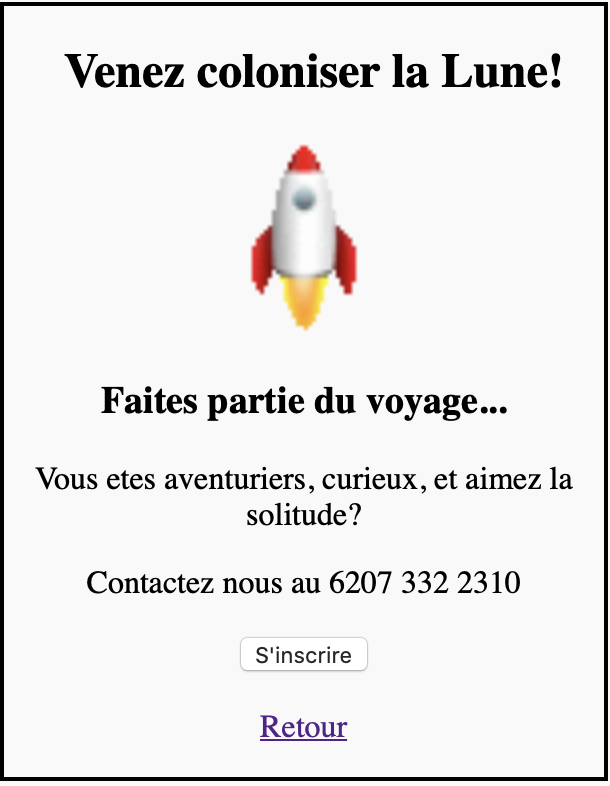 Venez coloniser la Lune!
Faites partie du voyage...
Vous etes aventuriers, curieux, et aimez la
solitude?
Contactez nous au 6207 332 2310
S'inscrire
Retour